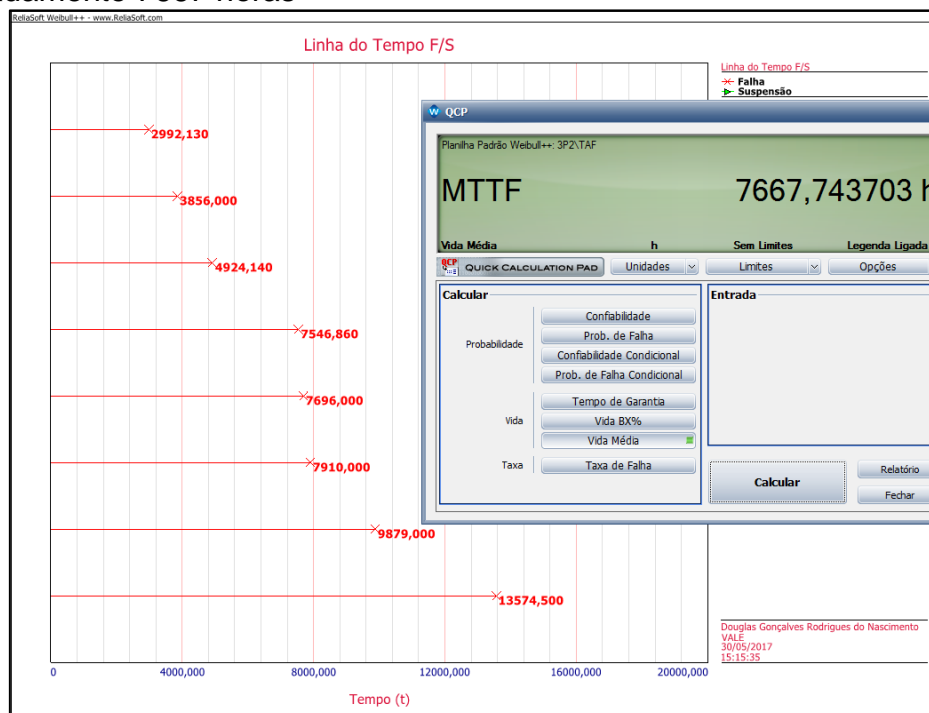 ReliaSoft Weibull++ - www.ReliaSoft.com
Linha do Tempo F/S
Linha do Tempo F/S
Falha
Suspensão
2992,130
3856,000
4924,140
7546,860
7696,000
7910,000
9879,000
13574,500
QCP
Planilha Padrão Weibull++: 3P2\TAF
MTTF 7667,743703 h
Vida Média h Sem Limites Legenda Ligada
QCP QUICK CALCULATION PAD Unidades Limites Opções
Calcular Entrada
Probabilidade
Confiabilidade
Prob. de Falha
Confiabilidade Condicional
Prob. de Falha Condicional
Vida
Tempo de Garantia
Vida BX%
Vida Média
Taxa Taxa de Falha
Calcular
Relatório
Fechar
Douglas Gonçalves Rodrigues do Nascimento
VALE
30/05/2017
15:15:35
0 4000,000 8000,000 12000,000 16000,000 20000,000
Tempo (t)